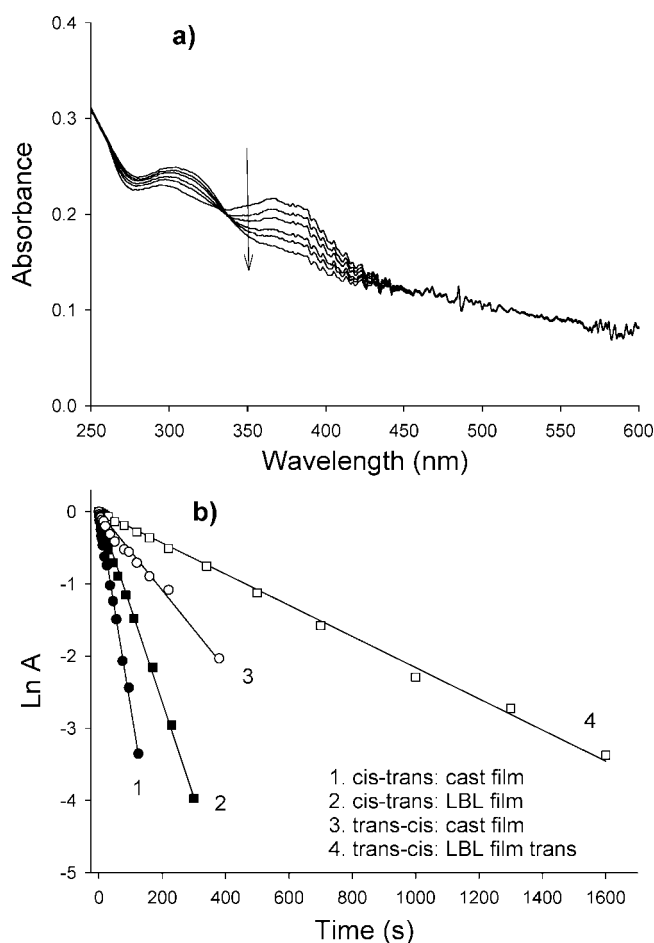 a)
0.4
0.3
0.2
0.1
0.0
Absorbance
250 300 350 400 450 500 550 600
Wavelength (nm)
b)
0
-1
-2
-3
-4
-5
Ln A
1
2
3
4
1. cis-trans: cast film
2. cis-trans: LBL film
3. trans-cis: cast film
4. trans-cis: LBL film trans
0 200 400 600 800 1000 1200 1400 1600
Time (s)